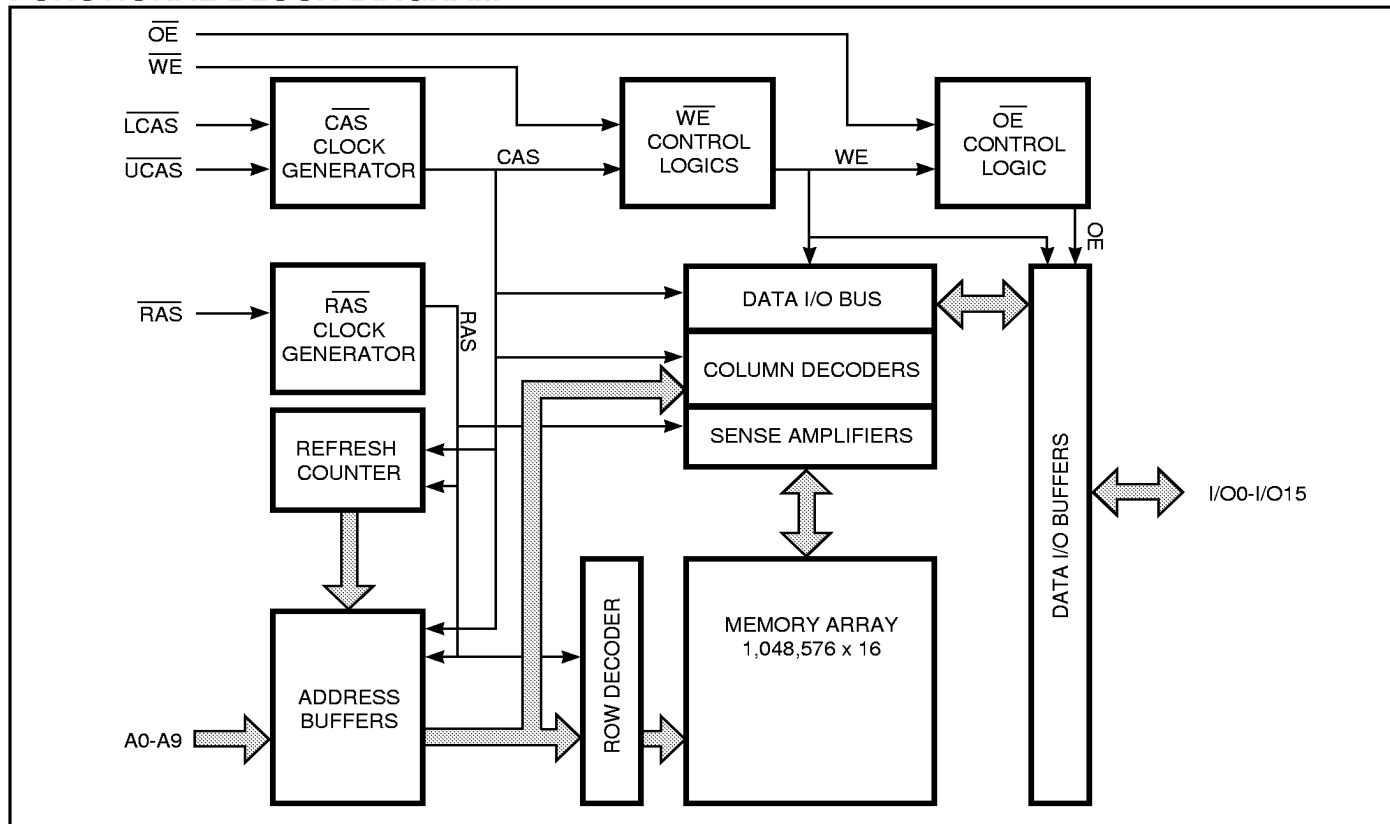 OE
WE
LCAS
UCAS
CAS
CLOCK
GENERATOR
CAS
WE
CONTROL
LOGICS
WE
OE
CONTROL
LOGIC
OE
RAS
RAS
CLOCK
GENERATOR
RAS
DATA I/O BUS
COLUMN DECODERS
SENSE AMPLIFIERS
REFRESH
COUNTER
DATA I/O BUFFERS
I/O0-I/O15
ADDRESS
BUFFERS
A0-A9
ROW DECODER
MEMORY ARRAY
1,048,576 x 16